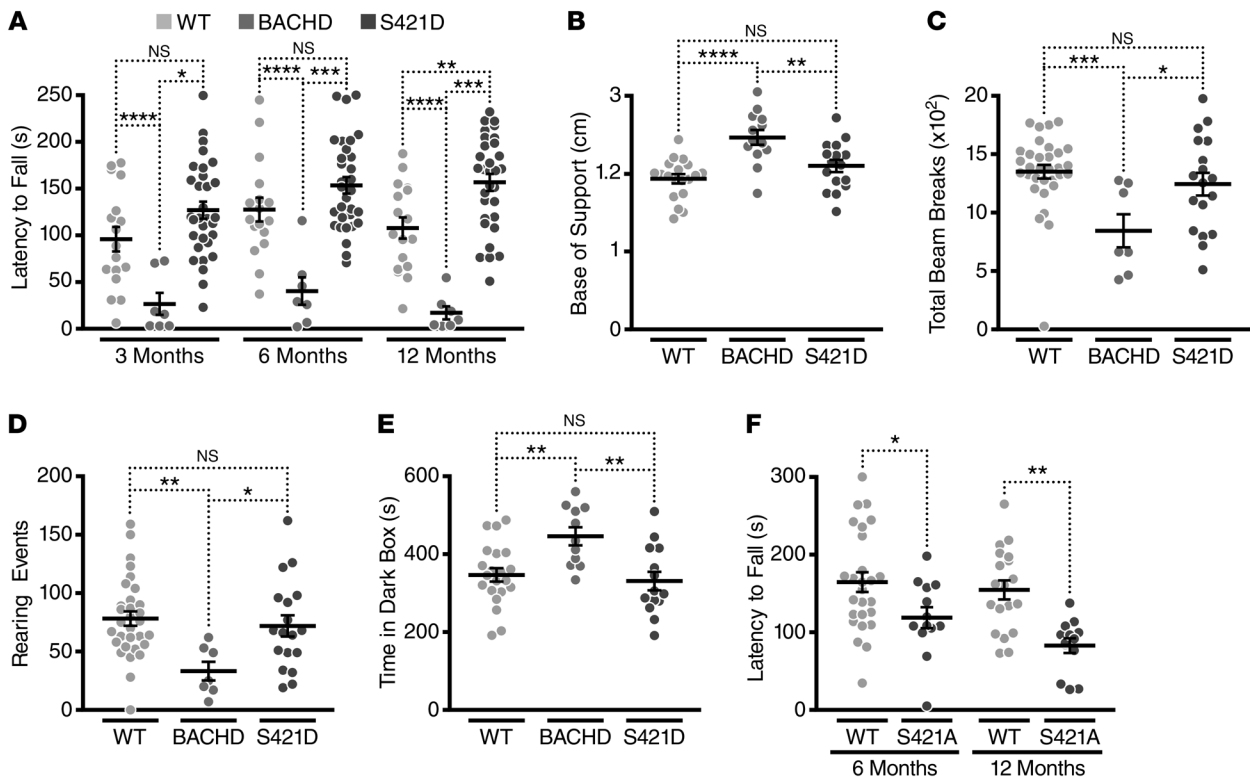 A
WT BACHD S421D
NS NS **
* **** *** ***
**** ****
Latency to Fall (s)
250
200
150
100
50
0
3 Months 6 Months 12 Months
B
NS
**** **
Base of Support (cm)
3
12
1
0
WT BACHD S421D
C
NS
*** *
Total Beam Breaks (x10²)
20
15
10
5
0
WT BACHD S421D
D
NS
** *
Rearing Events
200
150
100
50
0
WT BACHD S421D
E
NS
** **
Time in Dark Box (s)
600
400
200
0
WT BACHD S421D
F
* **
Latency to Fall (s)
300
200
100
0
WT S421A WT S421A
6 Months 12 Months